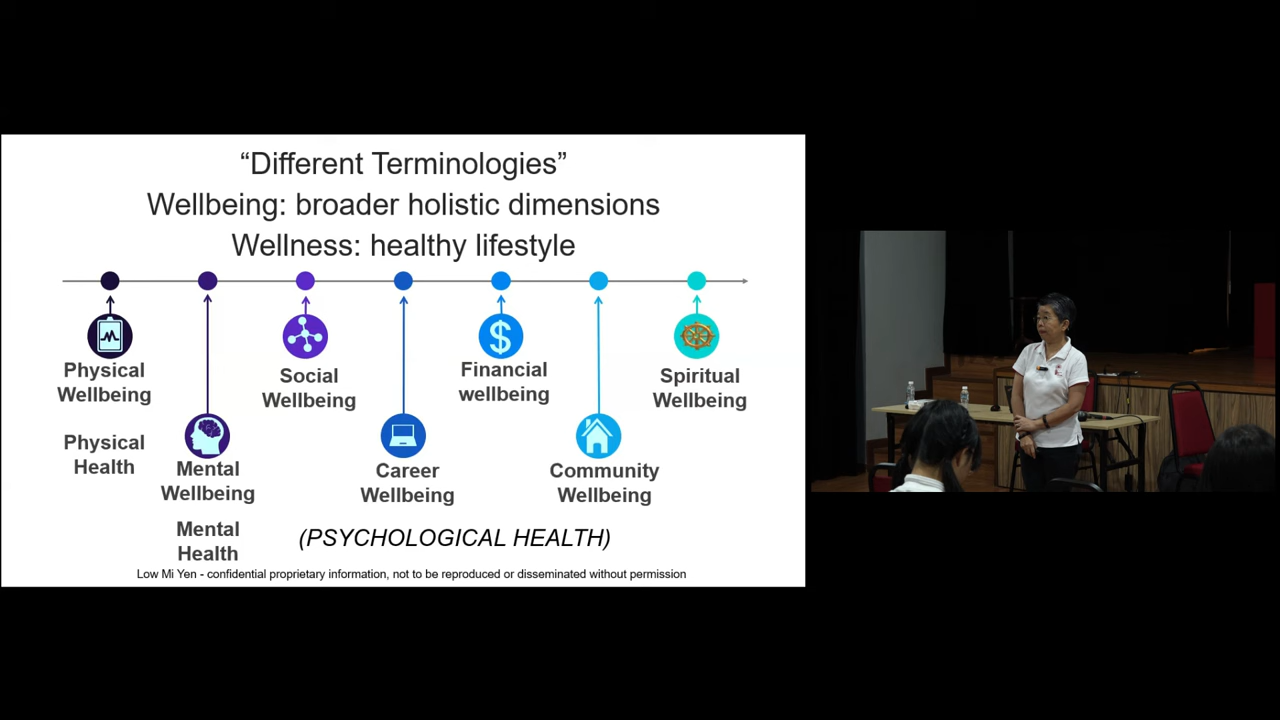 “Different Terminologies”
Wellbeing: broader holistic dimensions
Wellness: healthy lifestyle
Physical
Wellbeing
Physical
Health
Mental
Wellbeing
Mental
Health
Social
Wellbeing
Career
Wellbeing
Financial
wellbeing
Community
Wellbeing
Spiritual
Wellbeing
(PSYCHOLOGICAL HEALTH)
Low Mi Yen - confidential proprietary information, not to be reproduced or disseminated without permission